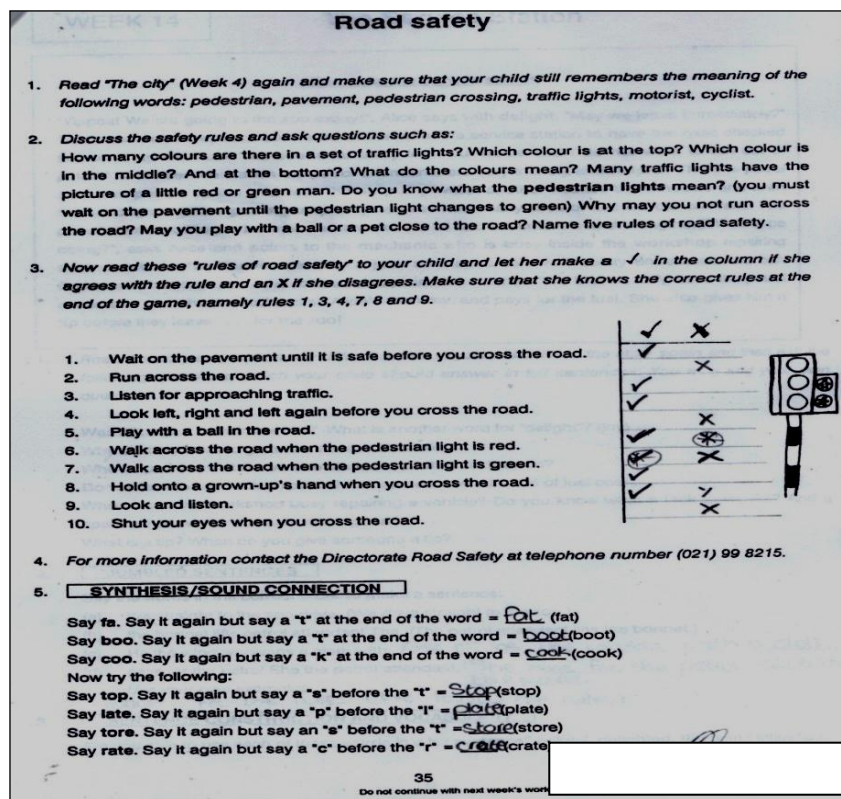 Road safety
1. Read "The city" (Week 4) again and make sure that your child still remembers the meaning of the
following words: pedestrian, pavement, pedestrian crossing, traffic lights, motorist, cyclist.
2. Discuss the safety rules and ask questions such as:
How many colours are there in a set of traffic lights? Which colour is at the top? Which colour is
in the middle? And at the bottom? What do the colours mean? Many traffic lights have the
picture of a little red or green man. Do you know what the pedestrian lights mean? (you must
wait on the pavement until the pedestrian light changes to green) Why may you not run across
the road? May you play with a ball or a pet close to the road? Name five rules of road safety.
3. Now read these "rules of road safety" to your child and let her make a ✓ in the column if she
agrees with the rule and an X if she disagrees. Make sure that she knows the correct rules at the
end of the game, namely rules 1, 3, 4, 7, 8 and 9.
1. Wait on the pavement until it is safe before you cross the road.
2. Run across the road.
3. Listen for approaching traffic.
4. Look left, right and left again before you cross the road.
5. Play with a ball in the road.
6. Walk across the road when the pedestrian light is red.
7. Walk across the road when the pedestrian light is green.
8. Hold onto a grown-up's hand when you cross the road.
9. Look and listen.
10. Shut your eyes when you cross the road.
4. For more information contact the Directorate Road Safety at telephone number (021) 99 8215.
5. SYNTHESIS/SOUND CONNECTION
Say fa. Say it again but say a "t" at the end of the word = fat (fat)
Say boo. Say it again but say a "t" at the end of the word = boot (boot)
Say coo. Say it again but say a "k" at the end of the word = cook (cook)
Now try the following:
Say top. Say it again but say a "s" before the "t" = Stop (stop)
Say late. Say it again but say a "p" before the "l" = plate (plate)
Say tore. Say it again but say an "s" before the "t" = store (store)
Say rate. Say it again but say a "c" before the "r" = crate (crate)
35
Do not continue with next week's work